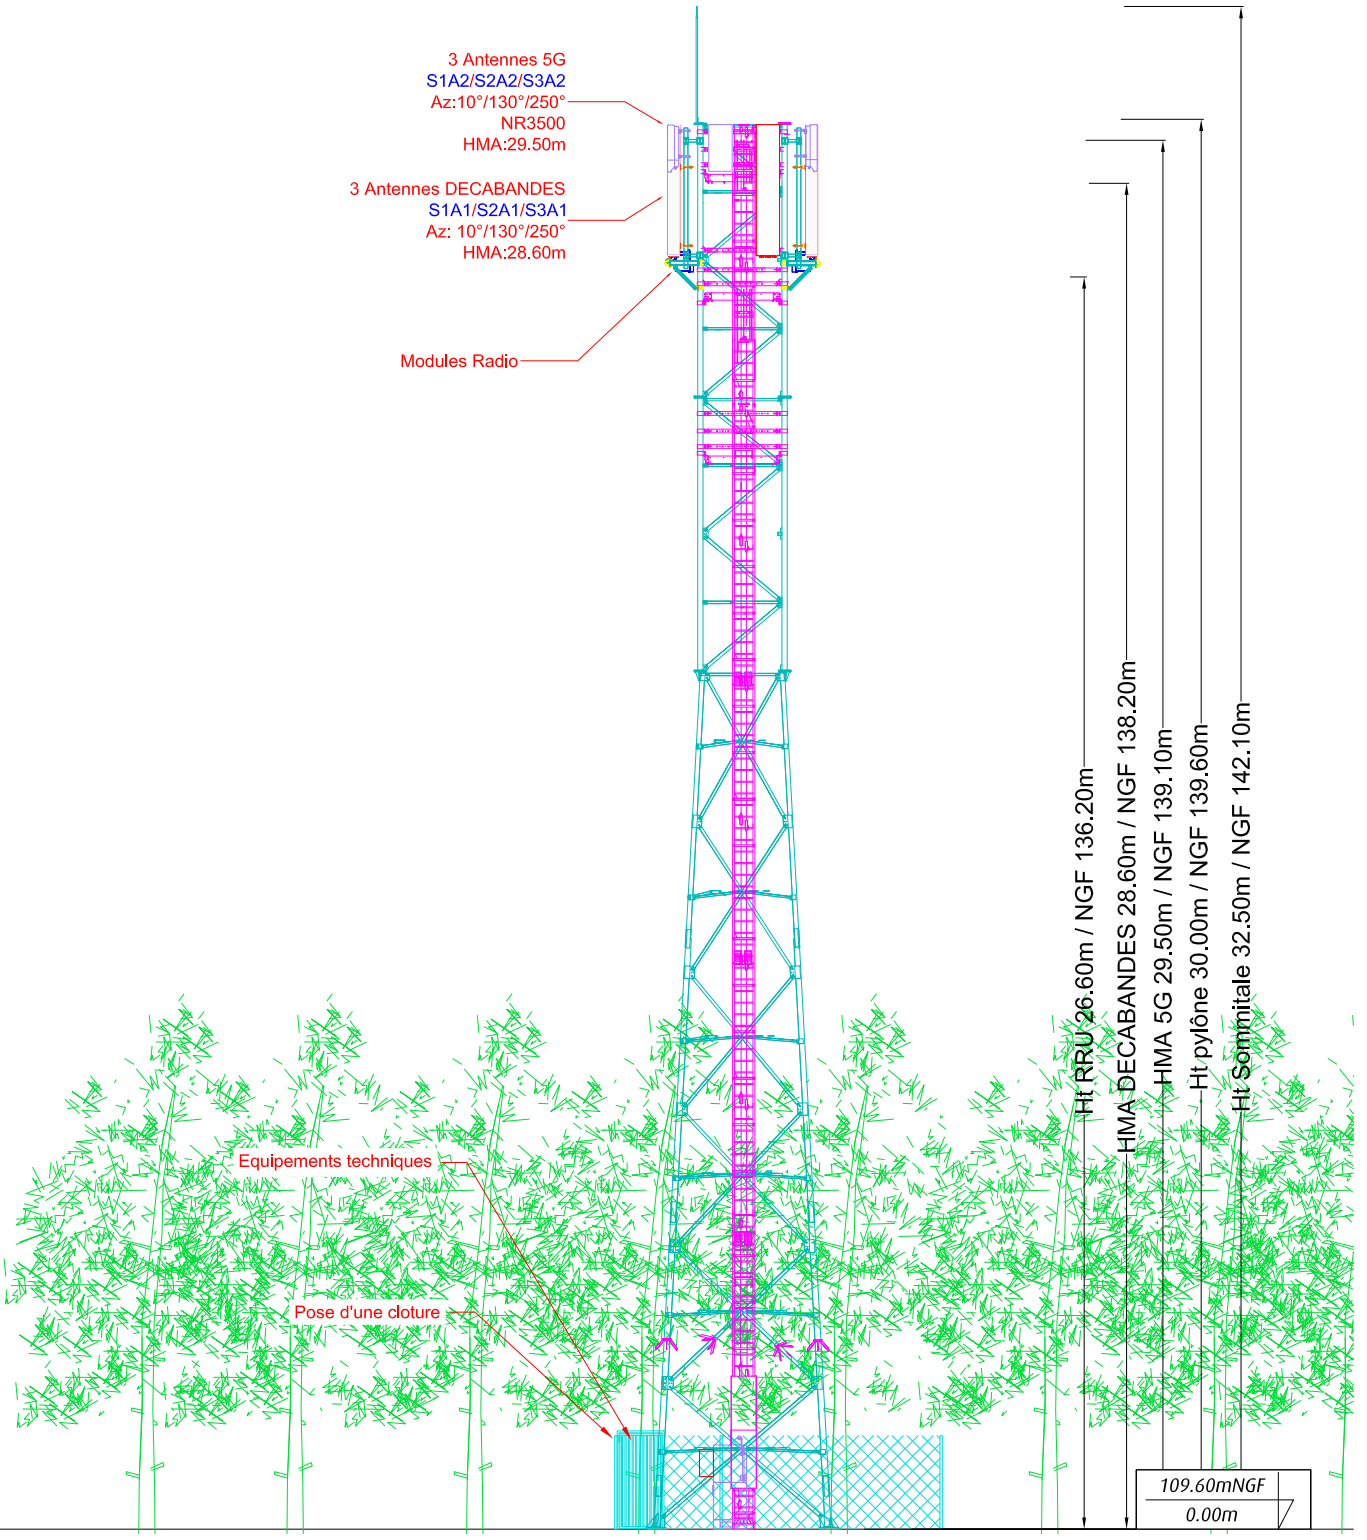 3 Antennes 5G
S1A2/S2A2/S3A2
Az:10°/130°/250°
NR3500
HMA:29.50m
3 Antennes DECABANDES
S1A1/S2A1/S3A1
Az: 10°/130°/250°
HMA:28.60m
Modules Radio
Equipements techniques
Pose d'une cloture
Ht RRU 26.60m / NGF 136.20m
HMA DECABANDES 28.60m / NGF 138.20m
HMA 5G 29.50m / NGF 139.10m
Ht pylône 30.00m / NGF 139.60m
Ht Sommitale 32.50m / NGF 142.10m
109.60mNGF
0.00m